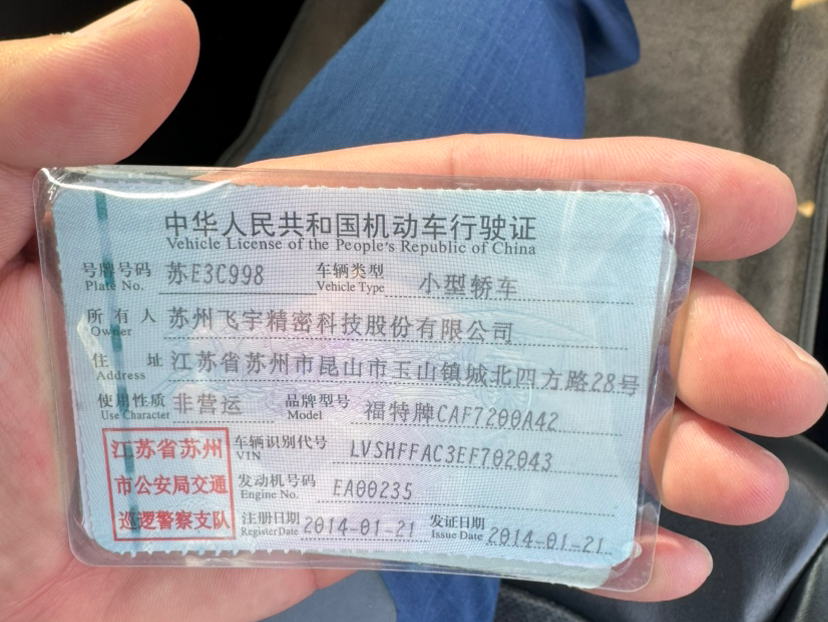 中华人民共和国机动车行驶证
Vehicle License of the People's Republic of China
号牌号码 苏E3C998 车辆类型 小型轿车
Plate No. Vehicle Type
所有人 苏州飞宇精密科技股份有限公司
Owner
住址 江苏省苏州市昆山市玉山镇城北四方路28号
Address
使用性质 非营运 品牌型号 福特牌CAF7200A42
Use Character Model
江苏省苏州 车辆识别代号 LVSHFFAC3EF702043
VIN
市公安局交通 发动机号码 EA00235
Engine No.
巡逻警察支队 注册日期 2014-01-21 发证日期 2014-01-21
Register Date Issue Date